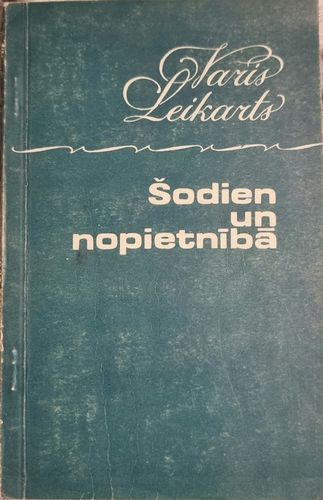 Varis
Leikarts
Šodien
un
nopietnībā